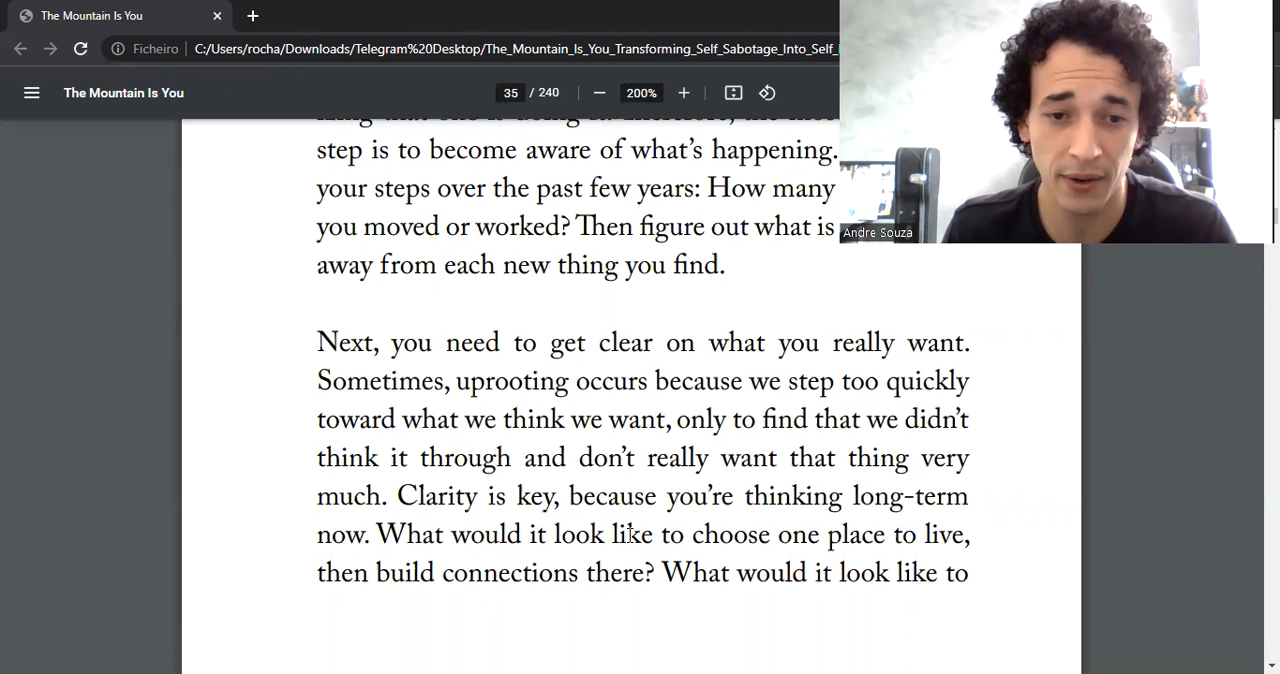 The Mountain Is You
Ficheiro C:/Users/rocha/Downloads/Telegram%20Desktop/The_Mountain_Is_You_Transforming_Self_Sabotage_Into_Self_
The Mountain Is You 35 / 240 200%
step is to become aware of what's happening.
your steps over the past few years: How many
you moved or worked? Then figure out what is
away from each new thing you find.
Andre Souza
Next, you need to get clear on what you really want.
Sometimes, uprooting occurs because we step too quickly
toward what we think we want, only to find that we didn't
think it through and don't really want that thing very
much. Clarity is key, because you're thinking long-term
now. What would it look like to choose one place to live,
then build connections there? What would it look like to